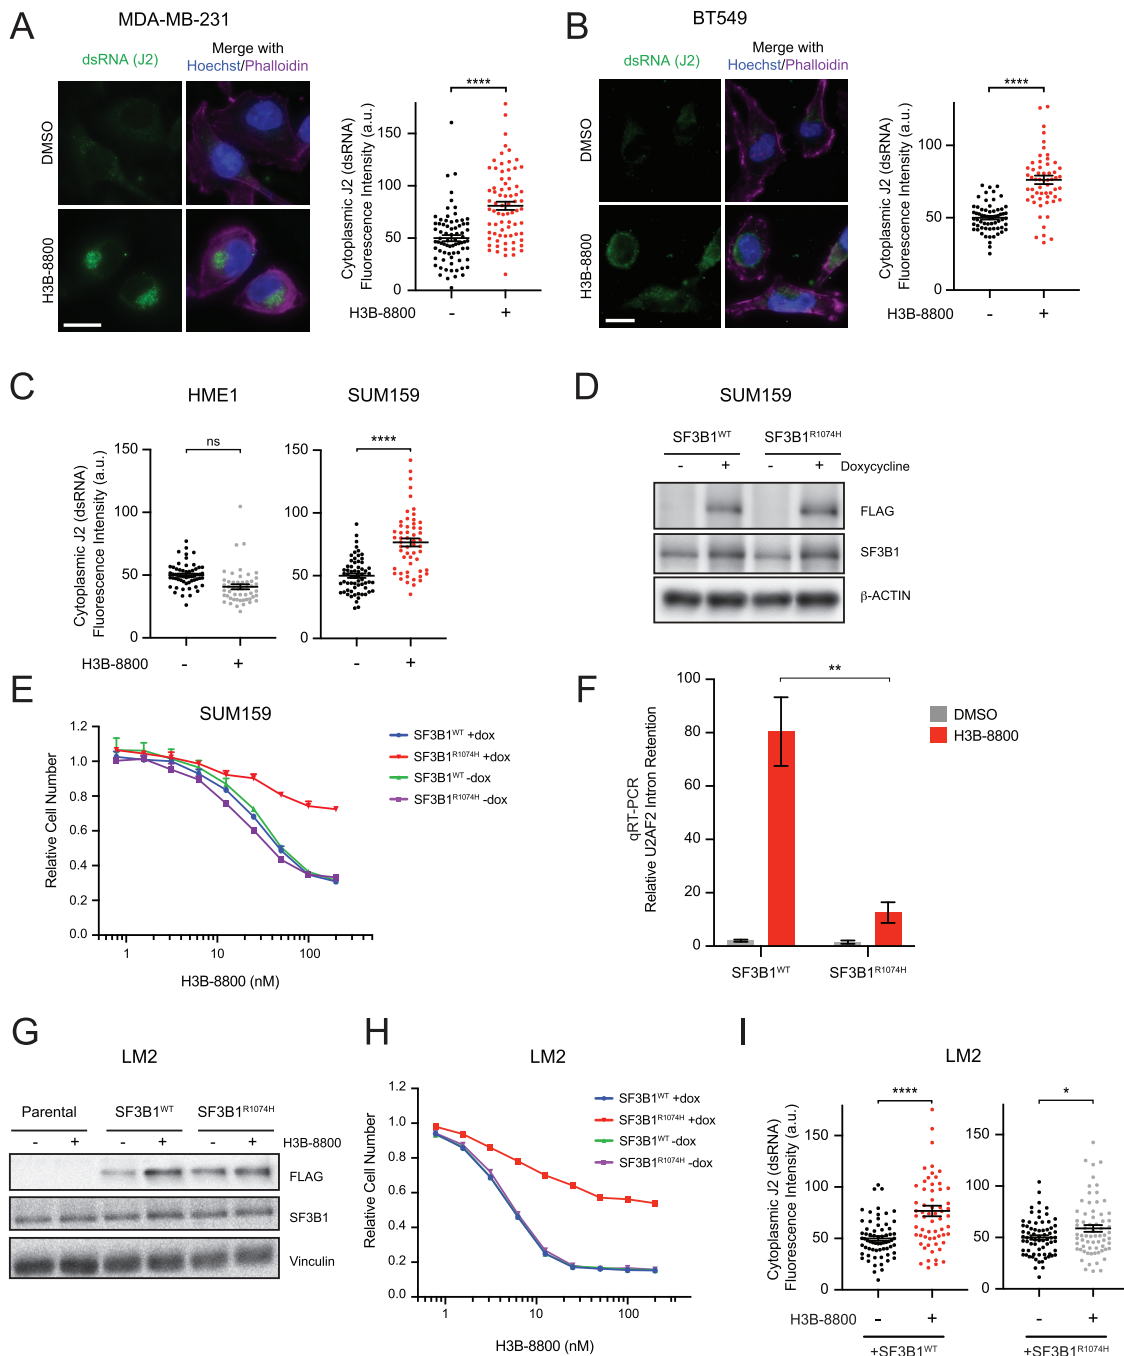 A
MDA-MB-231
dsRNA (J2)
Merge with
Hoechst/Phalloidin
DMSO
H3B-8800
Cytoplasmic J2 (dsRNA)
Fluorescence Intensity (a.u.)
150
100
50
0
****
H3B-8800 - +
B
BT549
dsRNA (J2)
Merge with
Hoechst/Phalloidin
DMSO
H3B-8800
Cytoplasmic J2 (dsRNA)
Fluorescence Intensity (a.u.)
100
50
0
****
H3B-8800 - +
C
HME1
SUM159
Cytoplasmic J2 (dsRNA)
Fluorescence Intensity (a.u.)
150
100
50
0
ns
150
100
50
0
****
H3B-8800 - + - +
D
SUM159
SF3B1WT SF3B1R1074H
- + - + Doxycycline
FLAG
SF3B1
β-ACTIN
E
SUM159
Relative Cell Number
1.2
1.0
0.8
0.6
0.4
0.2
0.0
1 10 100
H3B-8800 (nM)
SF3B1WT +dox
SF3B1R1074H +dox
SF3B1WT -dox
SF3B1R1074H -dox
F
qRT-PCR
Relative U2AF2 Intron Retention
100
80
60
40
20
0
**
SF3B1WT SF3B1R1074H
DMSO
H3B-8800
G
LM2
Parental SF3B1WT SF3B1R1074H
- + - + - + H3B-8800
FLAG
SF3B1
Vinculin
H
LM2
Relative Cell Number
1.2
1.0
0.8
0.6
0.4
0.2
0.0
1 10 100
H3B-8800 (nM)
SF3B1WT +dox
SF3B1R1074H +dox
SF3B1WT -dox
SF3B1R1074H -dox
I
LM2
Cytoplasmic J2 (dsRNA)
Fluorescence Intensity (a.u.)
150
100
50
0
****
150
100
50
0
*
H3B-8800 - + - +
+SF3B1WT +SF3B1R1074H